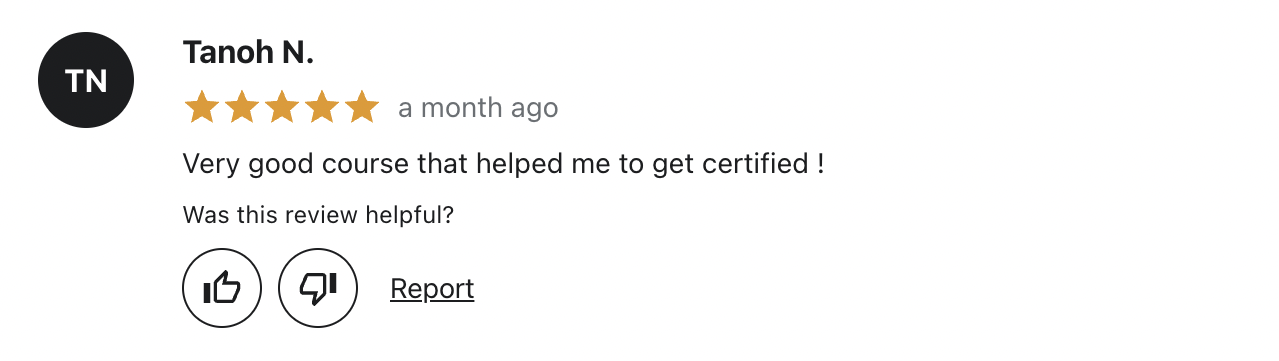 TN
Tanoh N.
a month ago
Very good course that helped me to get certified !
Was this review helpful?
Report